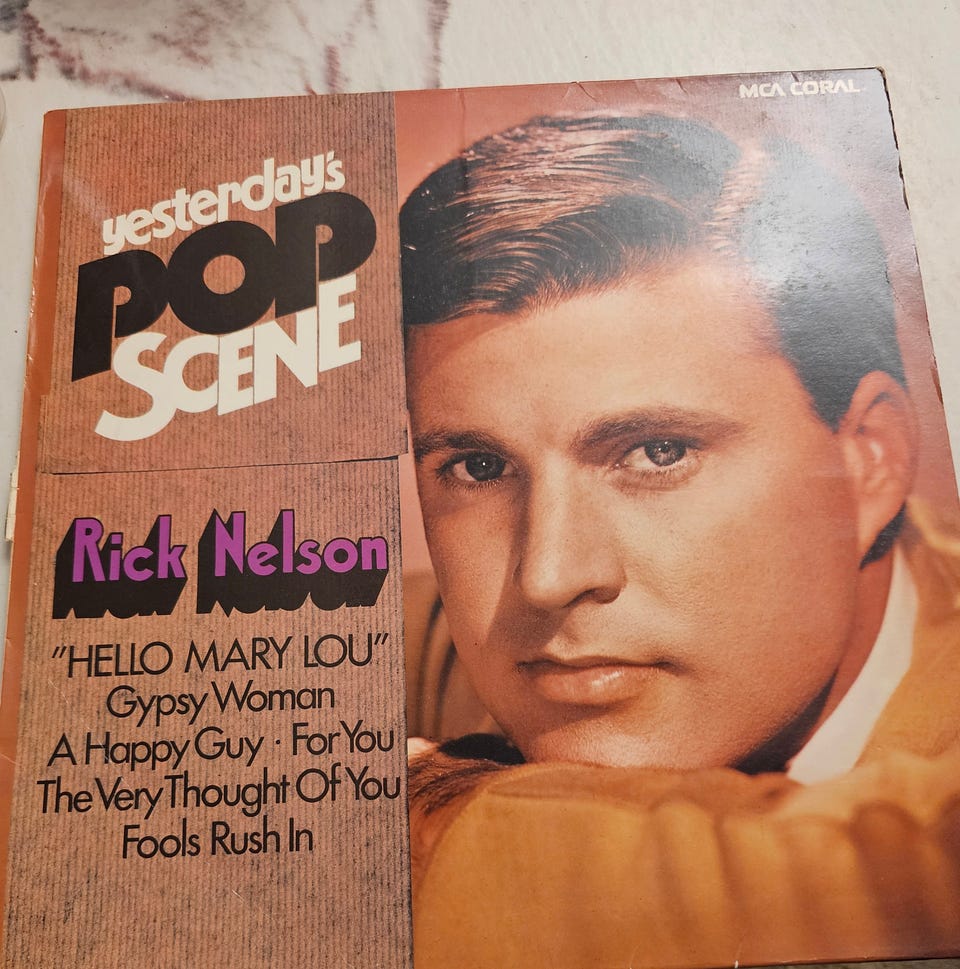 MCA CORAL
yesterday's
POP
SCENE
Rick Nelson
"HELLO MARY LOU"
Gypsy Woman
A Happy Guy · For You
The Very Thought Of You
Fools Rush In